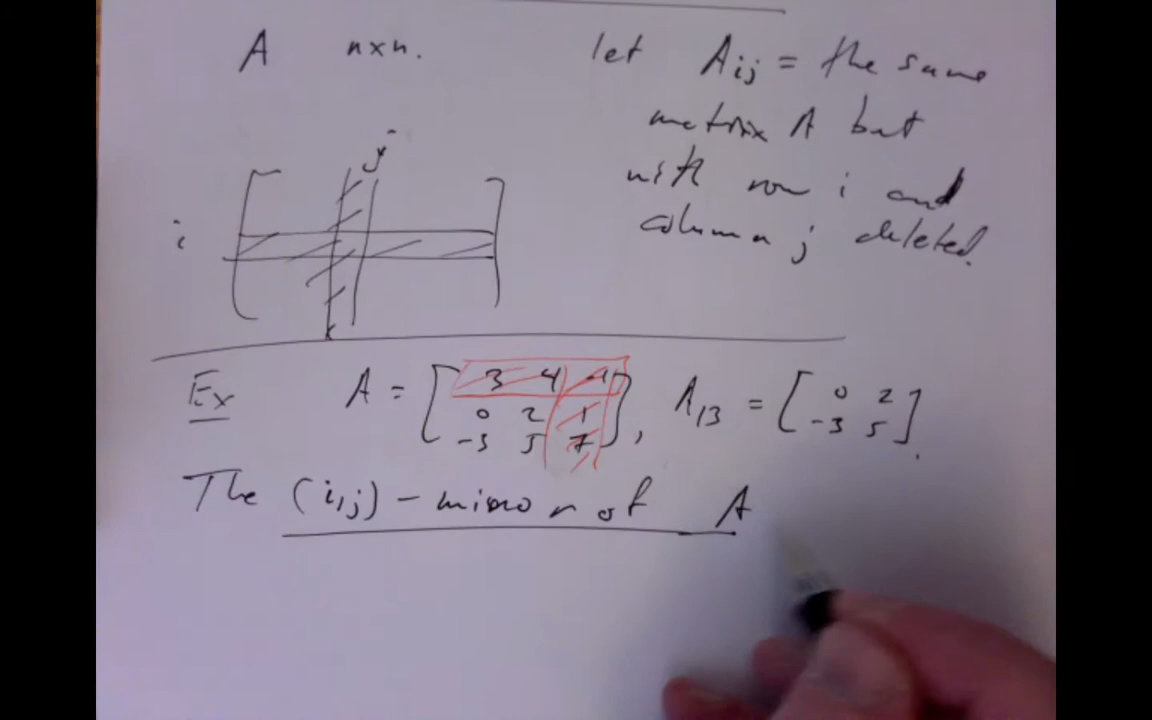 A n×n. let Aij = the same
matrix A but
with row i and
column j deleted.
j
i
Ex A = [ 3 4 -1
0 2 1
-3 5 7 ], A13 = [ 0 2
-3 5 ].
The (i,j)-minor of A